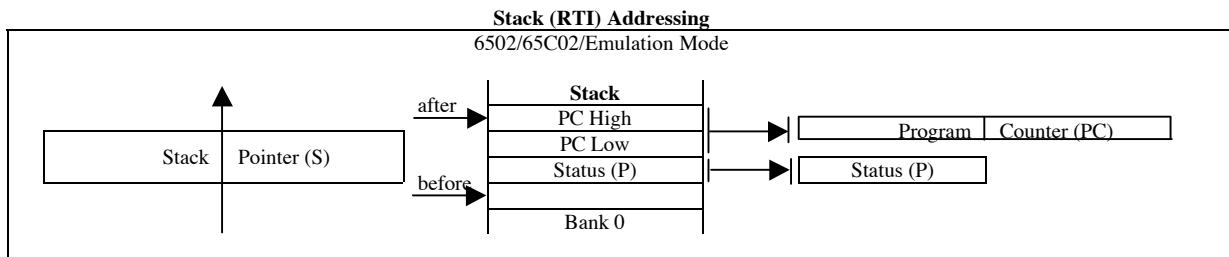 Stack (RTI) Addressing
6502/65C02/Emulation Mode
Stack
after
PC High
Program Counter (PC)
PC Low
Stack Pointer (S)
Status (P)
Status (P)
before
Bank 0